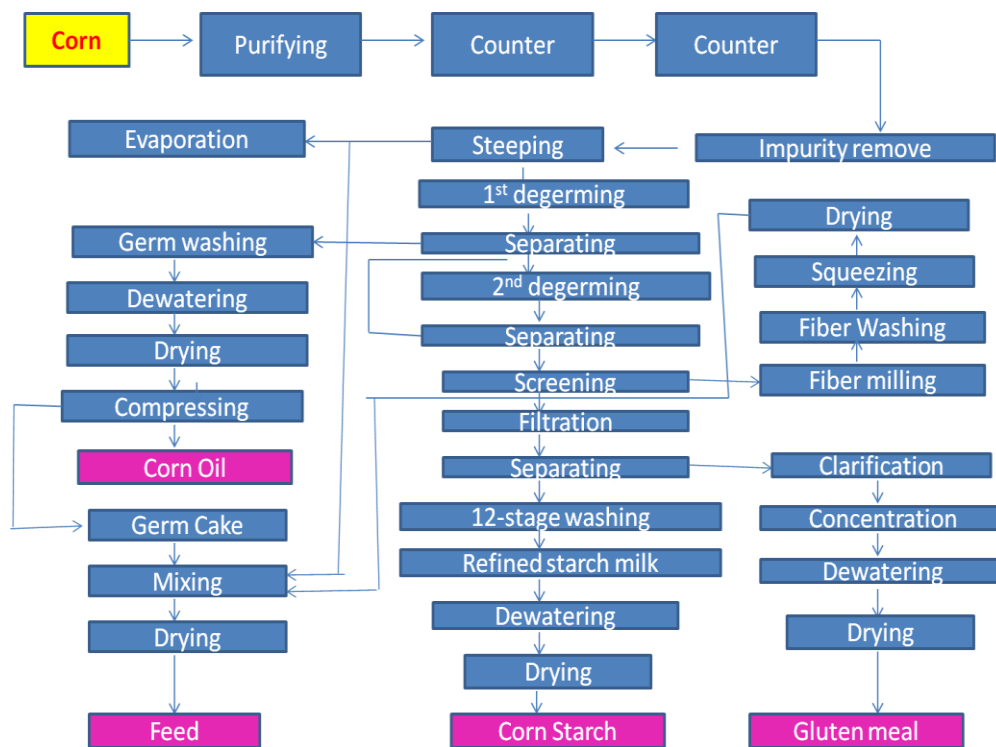 Corn
Purifying
Counter
Counter
Evaporation
Steeping
Impurity remove
1st degerming
Drying
Germ washing
Separating
Squeezing
Dewatering
2nd degerming
Fiber Washing
Drying
Separating
Fiber milling
Compressing
Screening
Filtration
Corn Oil
Separating
Clarification
Germ Cake
12-stage washing
Concentration
Mixing
Refined starch milk
Dewatering
Drying
Dewatering
Drying
Drying
Feed
Corn Starch
Gluten meal